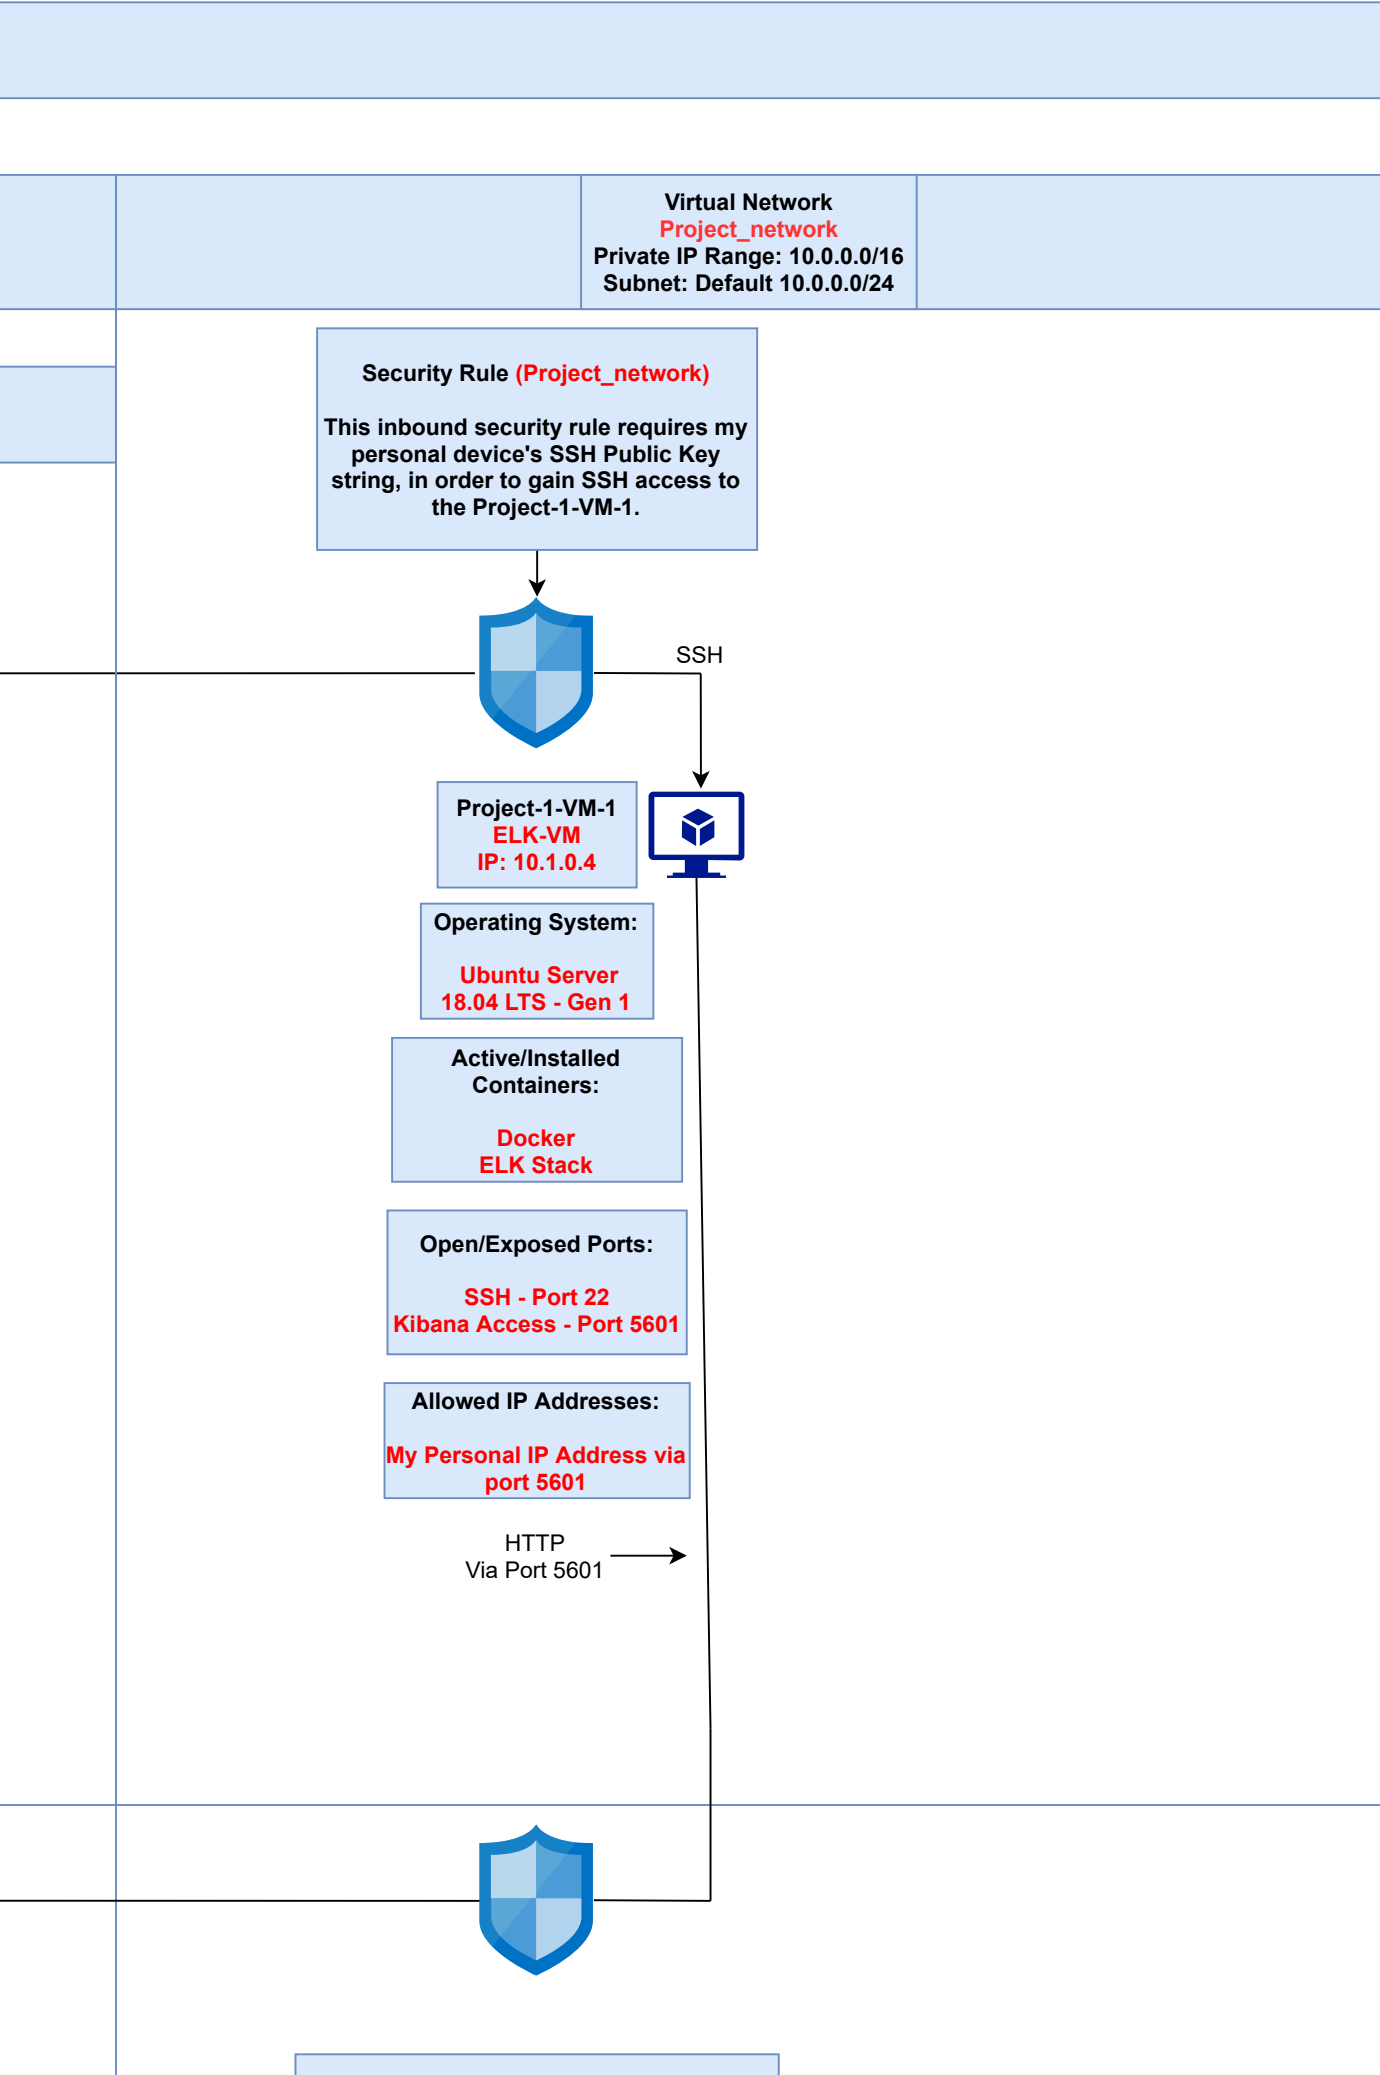 Virtual Network
Project_network
Private IP Range: 10.0.0.0/16
Subnet: Default 10.0.0.0/24
Security Rule (Project_network)
This inbound security rule requires my
personal device's SSH Public Key
string, in order to gain SSH access to
the Project-1-VM-1.
SSH
Project-1-VM-1
ELK-VM
IP: 10.1.0.4
Operating System:
Ubuntu Server
18.04 LTS - Gen 1
Active/Installed
Containers:
Docker
ELK Stack
Open/Exposed Ports:
SSH - Port 22
Kibana Access - Port 5601
Allowed IP Addresses:
My Personal IP Address via
port 5601
HTTP
Via Port 5601